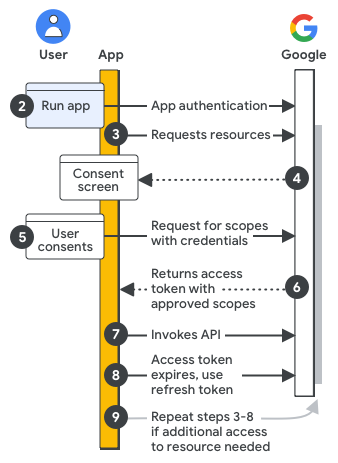 User
App
Google
2
Run app
App authentication
3
Requests resources
Consent
screen
4
5
User
consents
Request for scopes
with credentials
Returns access
token with
approved scopes
6
7
Invokes API
8
Access token
expires, use
refresh token
9
Repeat steps 3-8
if additional access
to resource needed